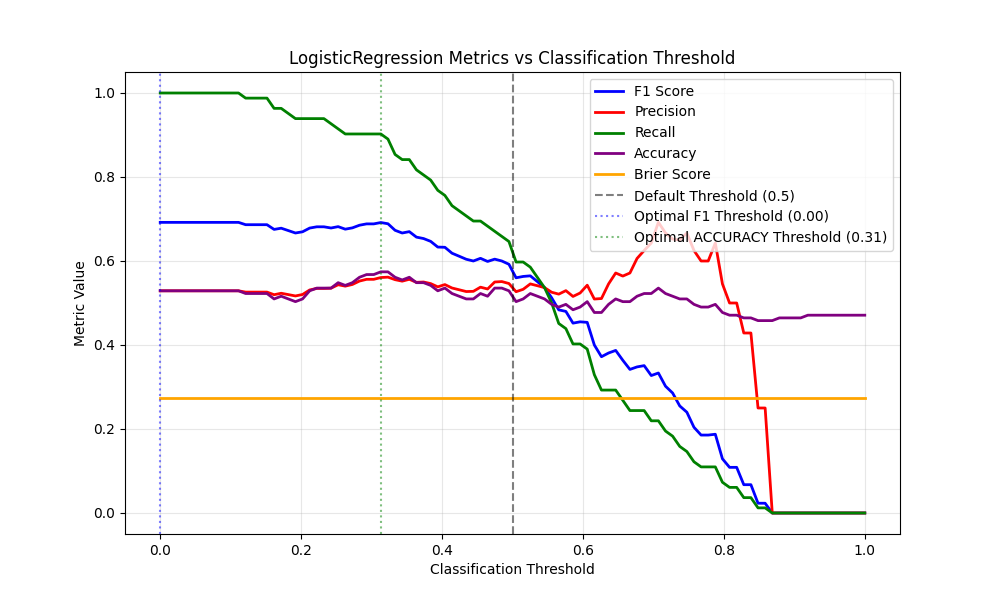 LogisticRegression Metrics vs Classification Threshold
Metric Value
1.0
0.8
0.6
0.4
0.2
0.0
F1 Score
Precision
Recall
Accuracy
Brier Score
Default Threshold (0.5)
Optimal F1 Threshold (0.00)
Optimal ACCURACY Threshold (0.31)
0.0 0.2 0.4 0.6 0.8 1.0
Classification Threshold